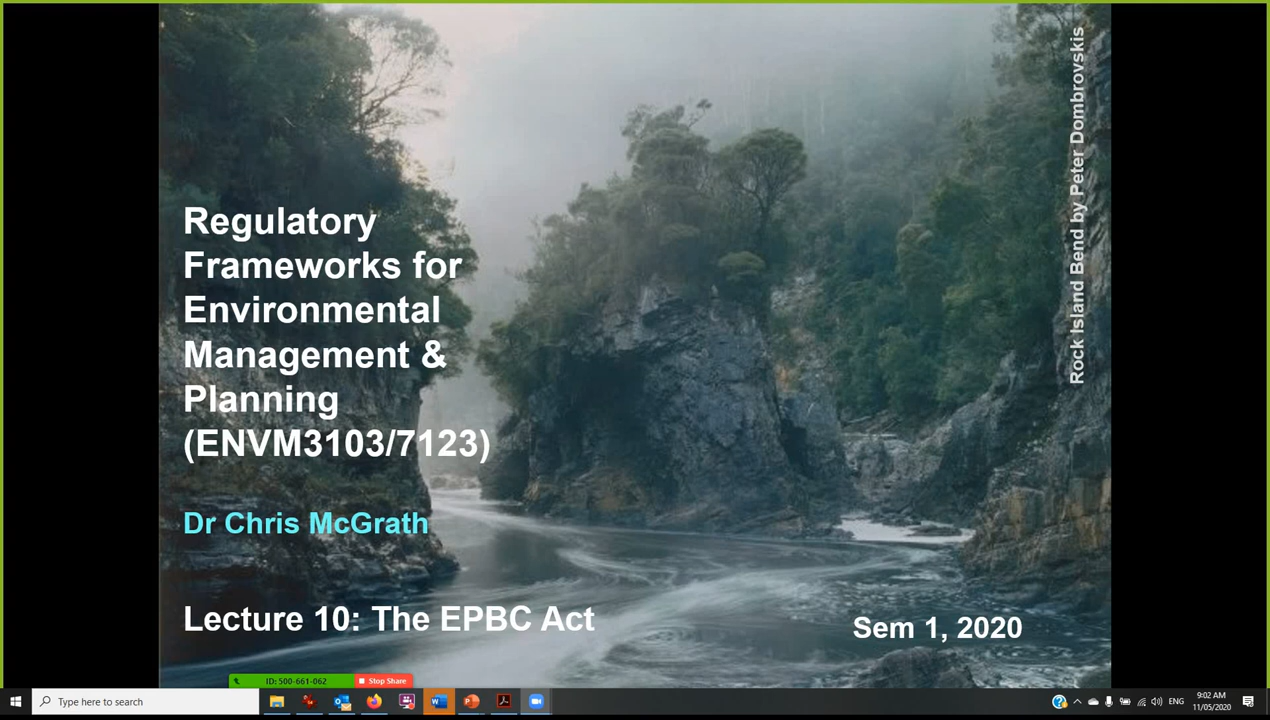 Rock Island Bend by Peter Dombrovskis
Regulatory
Frameworks for
Environmental
Management &
Planning
(ENVM3103/7123)
Dr Chris McGrath
Lecture 10: The EPBC Act
Sem 1, 2020
ID: 500-661-062
Stop Share
Type here to search
ENG
9:02 AM
11/05/2020